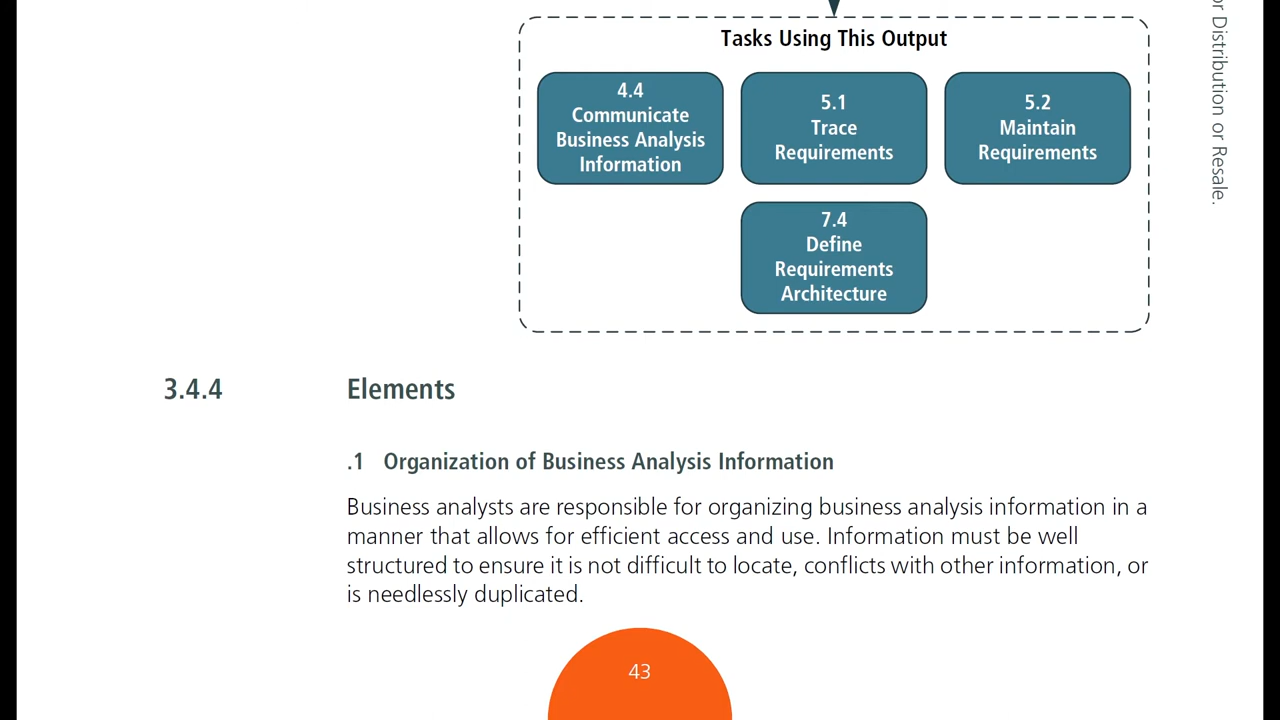 Tasks Using This Output
4.4
Communicate
Business Analysis
Information
5.1
Trace
Requirements
5.2
Maintain
Requirements
7.4
Define
Requirements
Architecture
or Distribution or Resale.
3.4.4 Elements
.1 Organization of Business Analysis Information
Business analysts are responsible for organizing business analysis information in a
manner that allows for efficient access and use. Information must be well
structured to ensure it is not difficult to locate, conflicts with other information, or
is needlessly duplicated.
43